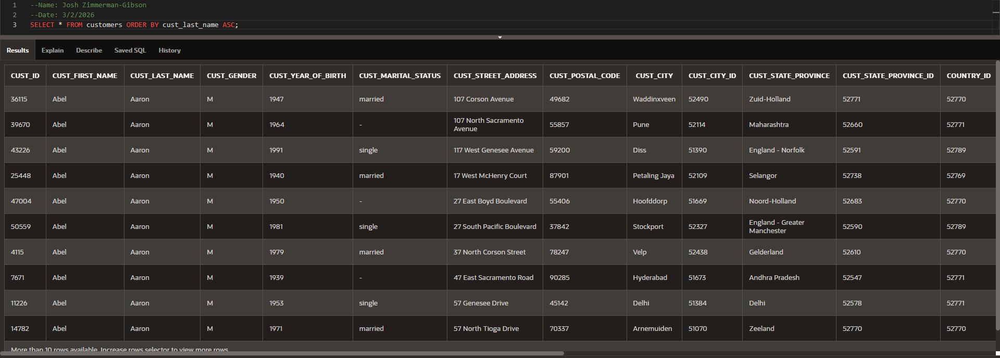 1 --Name: Josh Zimmerman-Gibson
2 --Date: 3/2/2026
3 SELECT * FROM customers ORDER BY cust_last_name ASC;
Results Explain Describe Saved SQL History
CUST_ID CUST_FIRST_NAME CUST_LAST_NAME CUST_GENDER CUST_YEAR_OF_BIRTH CUST_MARITAL_STATUS CUST_STREET_ADDRESS CUST_POSTAL_CODE CUST_CITY CUST_CITY_ID CUST_STATE_PROVINCE CUST_STATE_PROVINCE_ID COUNTRY_ID
36115 Abel Aaron M 1947 married 107 Corson Avenue 49682 Waddinxveen 52490 Zuid-Holland 52771 52770
39670 Abel Aaron M 1964 - 107 North Sacramento Avenue 55857 Pune 52114 Maharashtra 52660 52771
43226 Abel Aaron M 1991 single 117 West Genesee Avenue 59200 Diss 51390 England - Norfolk 52591 52789
25448 Abel Aaron M 1940 married 17 West McHenry Court 87901 Petaling Jaya 52109 Selangor 52738 52769
47004 Abel Aaron M 1950 - 27 East Boyd Boulevard 55406 Hoofddorp 51669 Noord-Holland 52683 52770
50559 Abel Aaron M 1981 single 27 South Pacific Boulevard 37842 Stockport 52327 England - Greater Manchester 52590 52789
4115 Abel Aaron M 1979 married 37 North Corson Street 78247 Velp 52438 Gelderland 52610 52770
7671 Abel Aaron M 1939 - 47 East Sacramento Road 90285 Hyderabad 51673 Andhra Pradesh 52547 52771
11226 Abel Aaron M 1953 single 57 Genesee Drive 45142 Delhi 51384 Delhi 52578 52771
14782 Abel Aaron M 1971 married 57 North Tioga Drive 70337 Arnemuiden 51070 Zeeland 52770 52770
More than 10 rows available. Increase rows selector to view more rows.